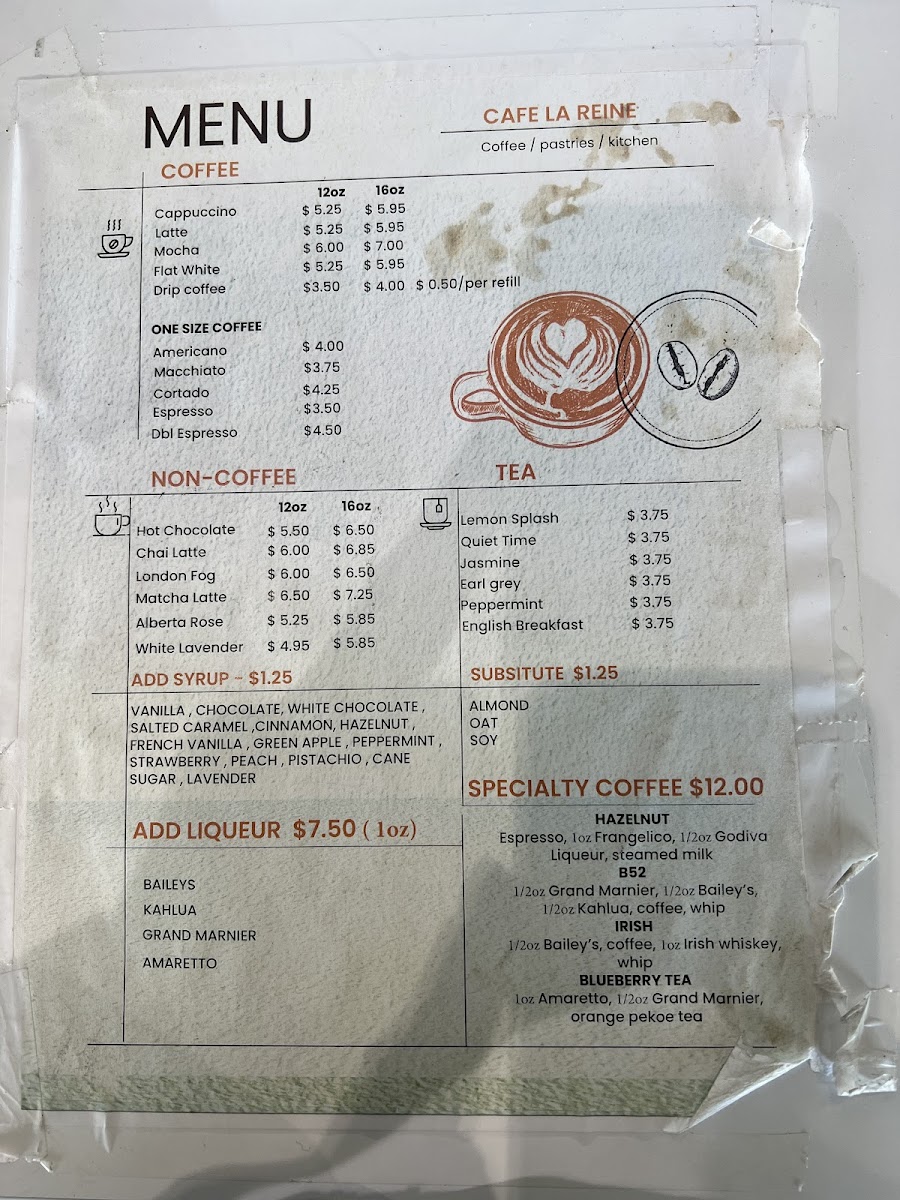 MENU
CAFE LA REINE
Coffee / pastries / kitchen
COFFEE
12oz 16oz
Cappuccino $ 5.25 $ 5.95
Latte $ 5.25 $ 5.95
Mocha $ 6.00 $ 7.00
Flat White $ 5.25 $ 5.95
Drip coffee $3.50 $ 4.00 $ 0.50/per refill
ONE SIZE COFFEE
Americano $ 4.00
Macchiato $3.75
Cortado $4.25
Espresso $3.50
Dbl Espresso $4.50
NON-COFFEE
12oz 16oz
Hot Chocolate $ 5.50 $ 6.50
Chai Latte $ 6.00 $ 6.85
London Fog $ 6.00 $ 6.50
Matcha Latte $ 6.50 $ 7.25
Alberta Rose $ 5.25 $ 5.85
White Lavender $ 4.95 $ 5.85
TEA
Lemon Splash $ 3.75
Quiet Time $ 3.75
Jasmine $ 3.75
Earl grey $ 3.75
Peppermint $ 3.75
English Breakfast $ 3.75
ADD SYRUP - $1.25
VANILLA , CHOCOLATE, WHITE CHOCOLATE ,
SALTED CARAMEL ,CINNAMON, HAZELNUT ,
FRENCH VANILLA , GREEN APPLE , PEPPERMINT ,
STRAWBERRY , PEACH , PISTACHIO , CANE
SUGAR , LAVENDER
SUBSITUTE $1.25
ALMOND
OAT
SOY
ADD LIQUEUR $7.50 ( 1oz)
BAILEYS
KAHLUA
GRAND MARNIER
AMARETTO
SPECIALTY COFFEE $12.00
HAZELNUT
Espresso, 1oz Frangelico, 1/2oz Godiva
Liqueur, steamed milk
B52
1/2oz Grand Marnier, 1/2oz Bailey's,
1/2oz Kahlua, coffee, whip
IRISH
1/2oz Bailey's, coffee, 1oz Irish whiskey,
whip
BLUEBERRY TEA
1oz Amaretto, 1/2oz Grand Marnier,
orange pekoe tea